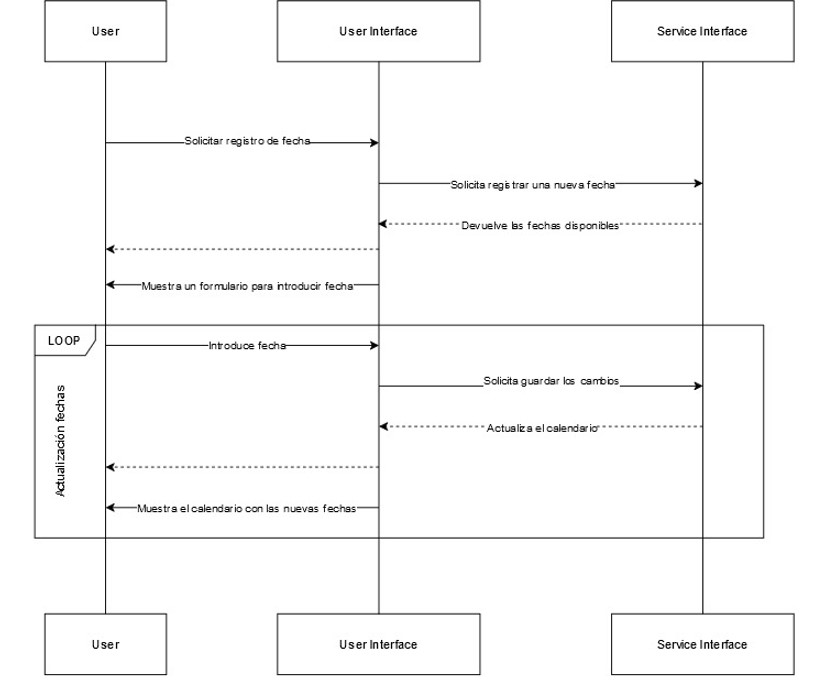 User
User Interface
Service Interface
Solicitar registro de fecha
Solicita registrar una nueva fecha
Devuelve las fechas disponibles
Muestra un formulario para introducir fecha
LOOP
Introduce fecha
Actualización fechas
Solicita guardar los cambios
Actualiza el calendario
Muestra el calendario con las nuevas fechas
User
User Interface
Service Interface